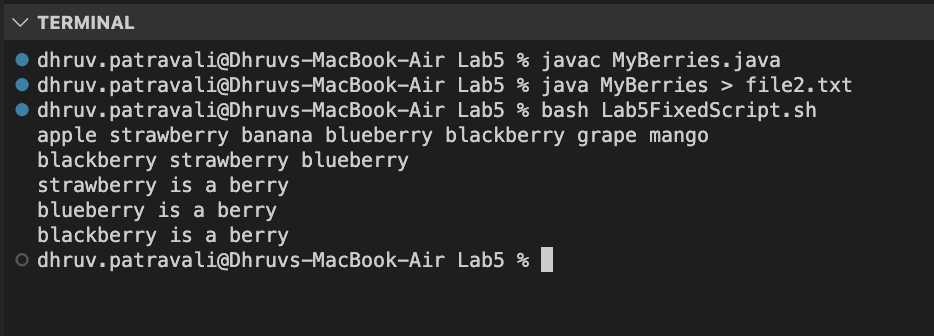 TERMINAL
dhruv.patravali@Dhruvs-MacBook-Air Lab5 % javac MyBerries.java
dhruv.patravali@Dhruvs-MacBook-Air Lab5 % java MyBerries > file2.txt
dhruv.patravali@Dhruvs-MacBook-Air Lab5 % bash Lab5FixedScript.sh
apple strawberry banana blueberry blackberry grape mango
blackberry strawberry blueberry
strawberry is a berry
blueberry is a berry
blackberry is a berry
dhruv.patravali@Dhruvs-MacBook-Air Lab5 %